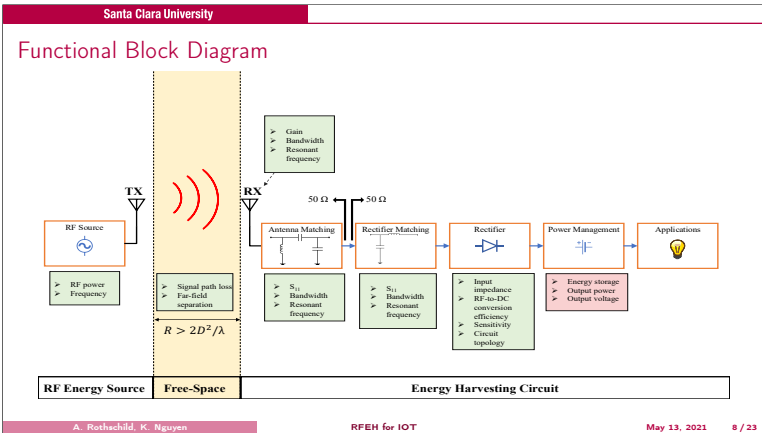 Santa Clara University
Functional Block Diagram
Gain
Bandwidth
Resonant
frequency
TX
RX
50 Ω
50 Ω
RF Source
Antenna Matching
Rectifier Matching
Rectifier
Power Management
Applications
RF power
Frequency
Signal path loss
Far-field
separation
S₁₁
Bandwidth
Resonant
frequency
S₁₁
Bandwidth
Resonant
frequency
Input
impedance
RF-to-DC
conversion
efficiency
Sensitivity
Circuit
topology
Energy storage
Output power
Output voltage
R > 2D²/λ
RF Energy Source
Free-Space
Energy Harvesting Circuit
A. Rothschild, K. Nguyen
RFEH for IOT
May 13, 2021
8 / 23